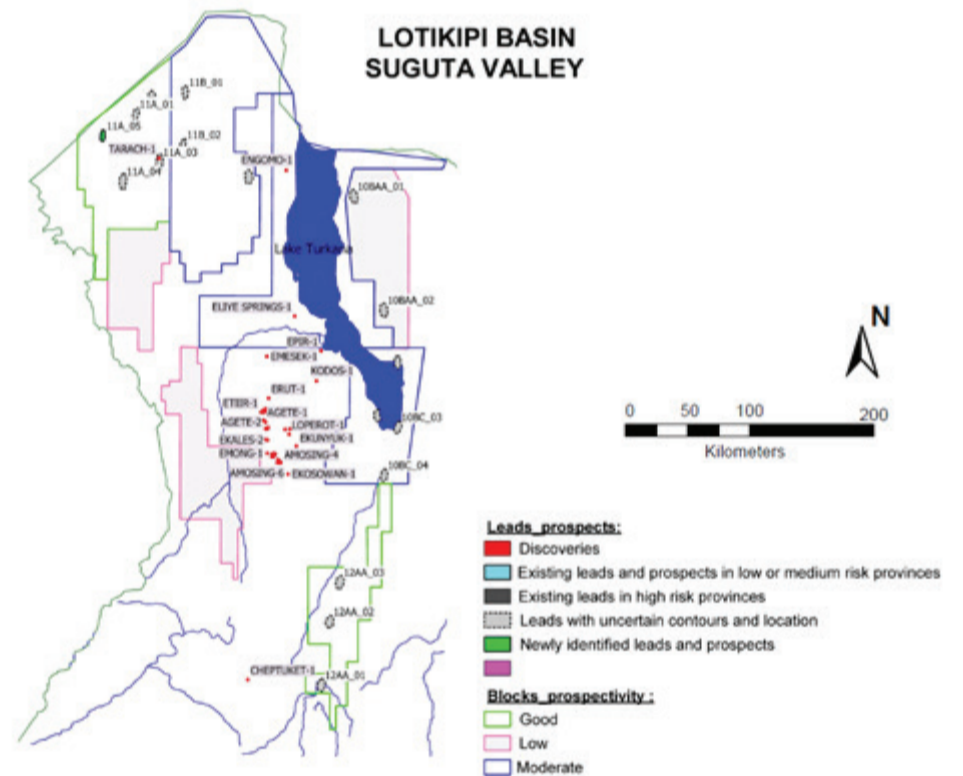 LOTIKIPI BASIN
SUGUTA VALLEY
11B_01
11A_01
11A_05
11B_02
TARACH-1
11A_03
11A_04
ENGOMO-1
10BAA_01
Lake Turkana
10BAA_02
ELIYE SPRINGS-1
EPIR-1
EMESEK-1
KODOS-1
ERUT-1
ETIIR-1
AGETE-1
AGETE-2
LOPEROT-1
10BC_03
EKALES-2
EKUNYUK-1
EMONG-1
AMOSING-4
10BC_04
AMOSING-6
EKOSOWAN-1
12AA_03
12AA_02
CHEPTUKET-1
12AA_01
N
0 50 100 200
Kilometers
Leads_prospects:
Discoveries
Existing leads and prospects in low or medium risk provinces
Existing leads in high risk provinces
Leads with uncertain contours and location
Newly identified leads and prospects
Blocks_prospectivity :
Good
Low
Moderate